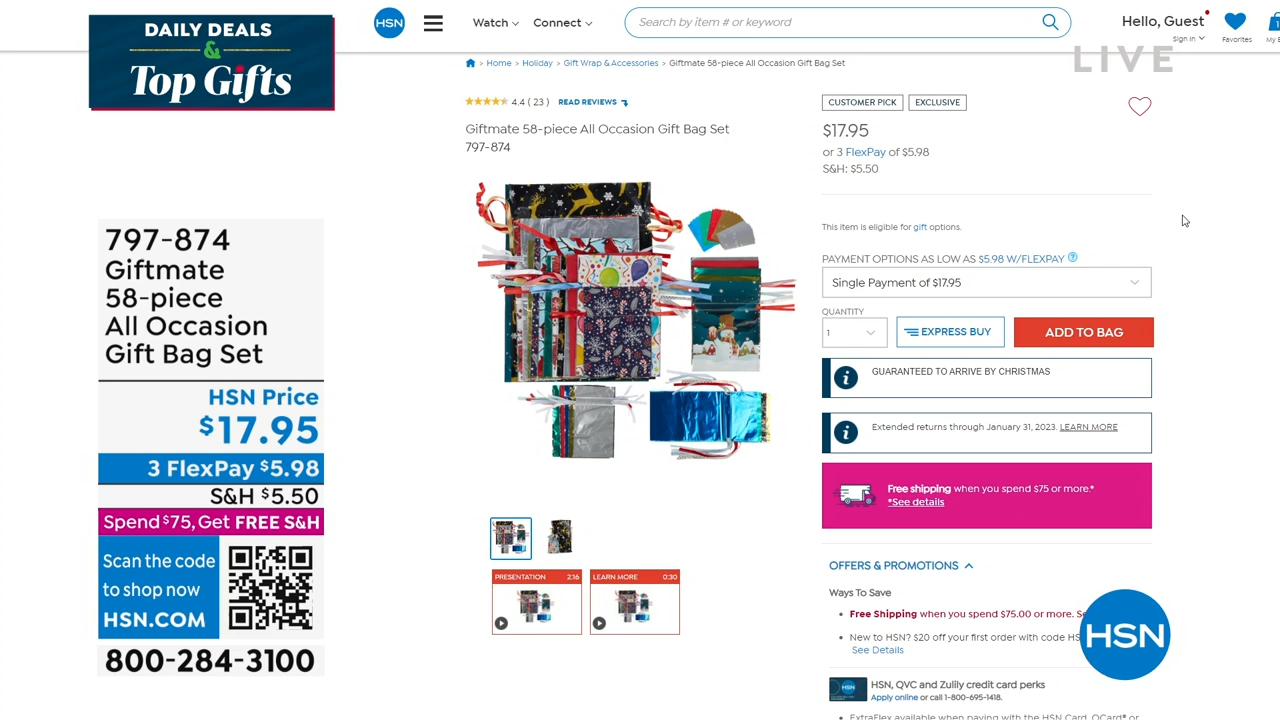 DAILY DEALS
&
Top Gifts
HSN
Watch
Connect
Search by item # or keyword
Hello, Guest
Sign In
Favorites
LIVE
> Home > Holiday > Gift Wrap & Accessories > Giftmate 58-piece All Occasion Gift Bag Set
4.4 ( 23 ) READ REVIEWS
Giftmate 58-piece All Occasion Gift Bag Set
797-874
CUSTOMER PICK
EXCLUSIVE
$17.95
or 3 FlexPay of $5.98
S&H: $5.50
This item is eligible for gift options.
PAYMENT OPTIONS AS LOW AS $5.98 W/FLEXPAY ?
Single Payment of $17.95
QUANTITY
1
EXPRESS BUY
ADD TO BAG
GUARANTEED TO ARRIVE BY CHRISTMAS
Extended returns through January 31, 2023. LEARN MORE
Free shipping when you spend $75 or more.*
*See details
OFFERS & PROMOTIONS
Ways To Save
Free Shipping when you spend $75.00 or more.
New to HSN? $20 off your first order with code
See Details
HSN, QVC and Zulily credit card perks
Apply online or call 1-800-695-1418.
ExtraFlex available when paying with the HSN Card, QCard® or
HSN
PRESENTATION 2:16
LEARN MORE 0:30
797-874
Giftmate
58-piece
All Occasion
Gift Bag Set
HSN Price
$17.95
3 FlexPay $5.98
S&H $5.50
Spend $75, Get FREE S&H
Scan the code
to shop now
HSN.COM
800-284-3100